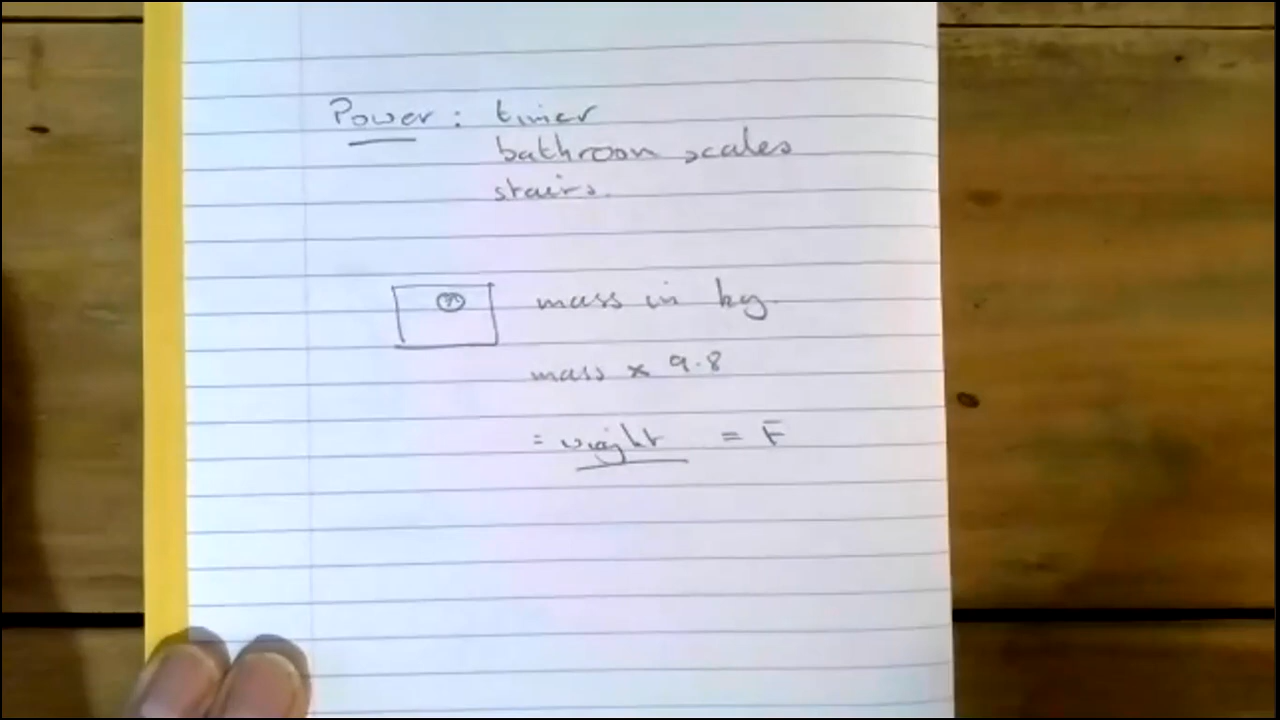 Power: timer
bathroom scales
stairs.
mass in kg.
mass x 9.8
= weight = F